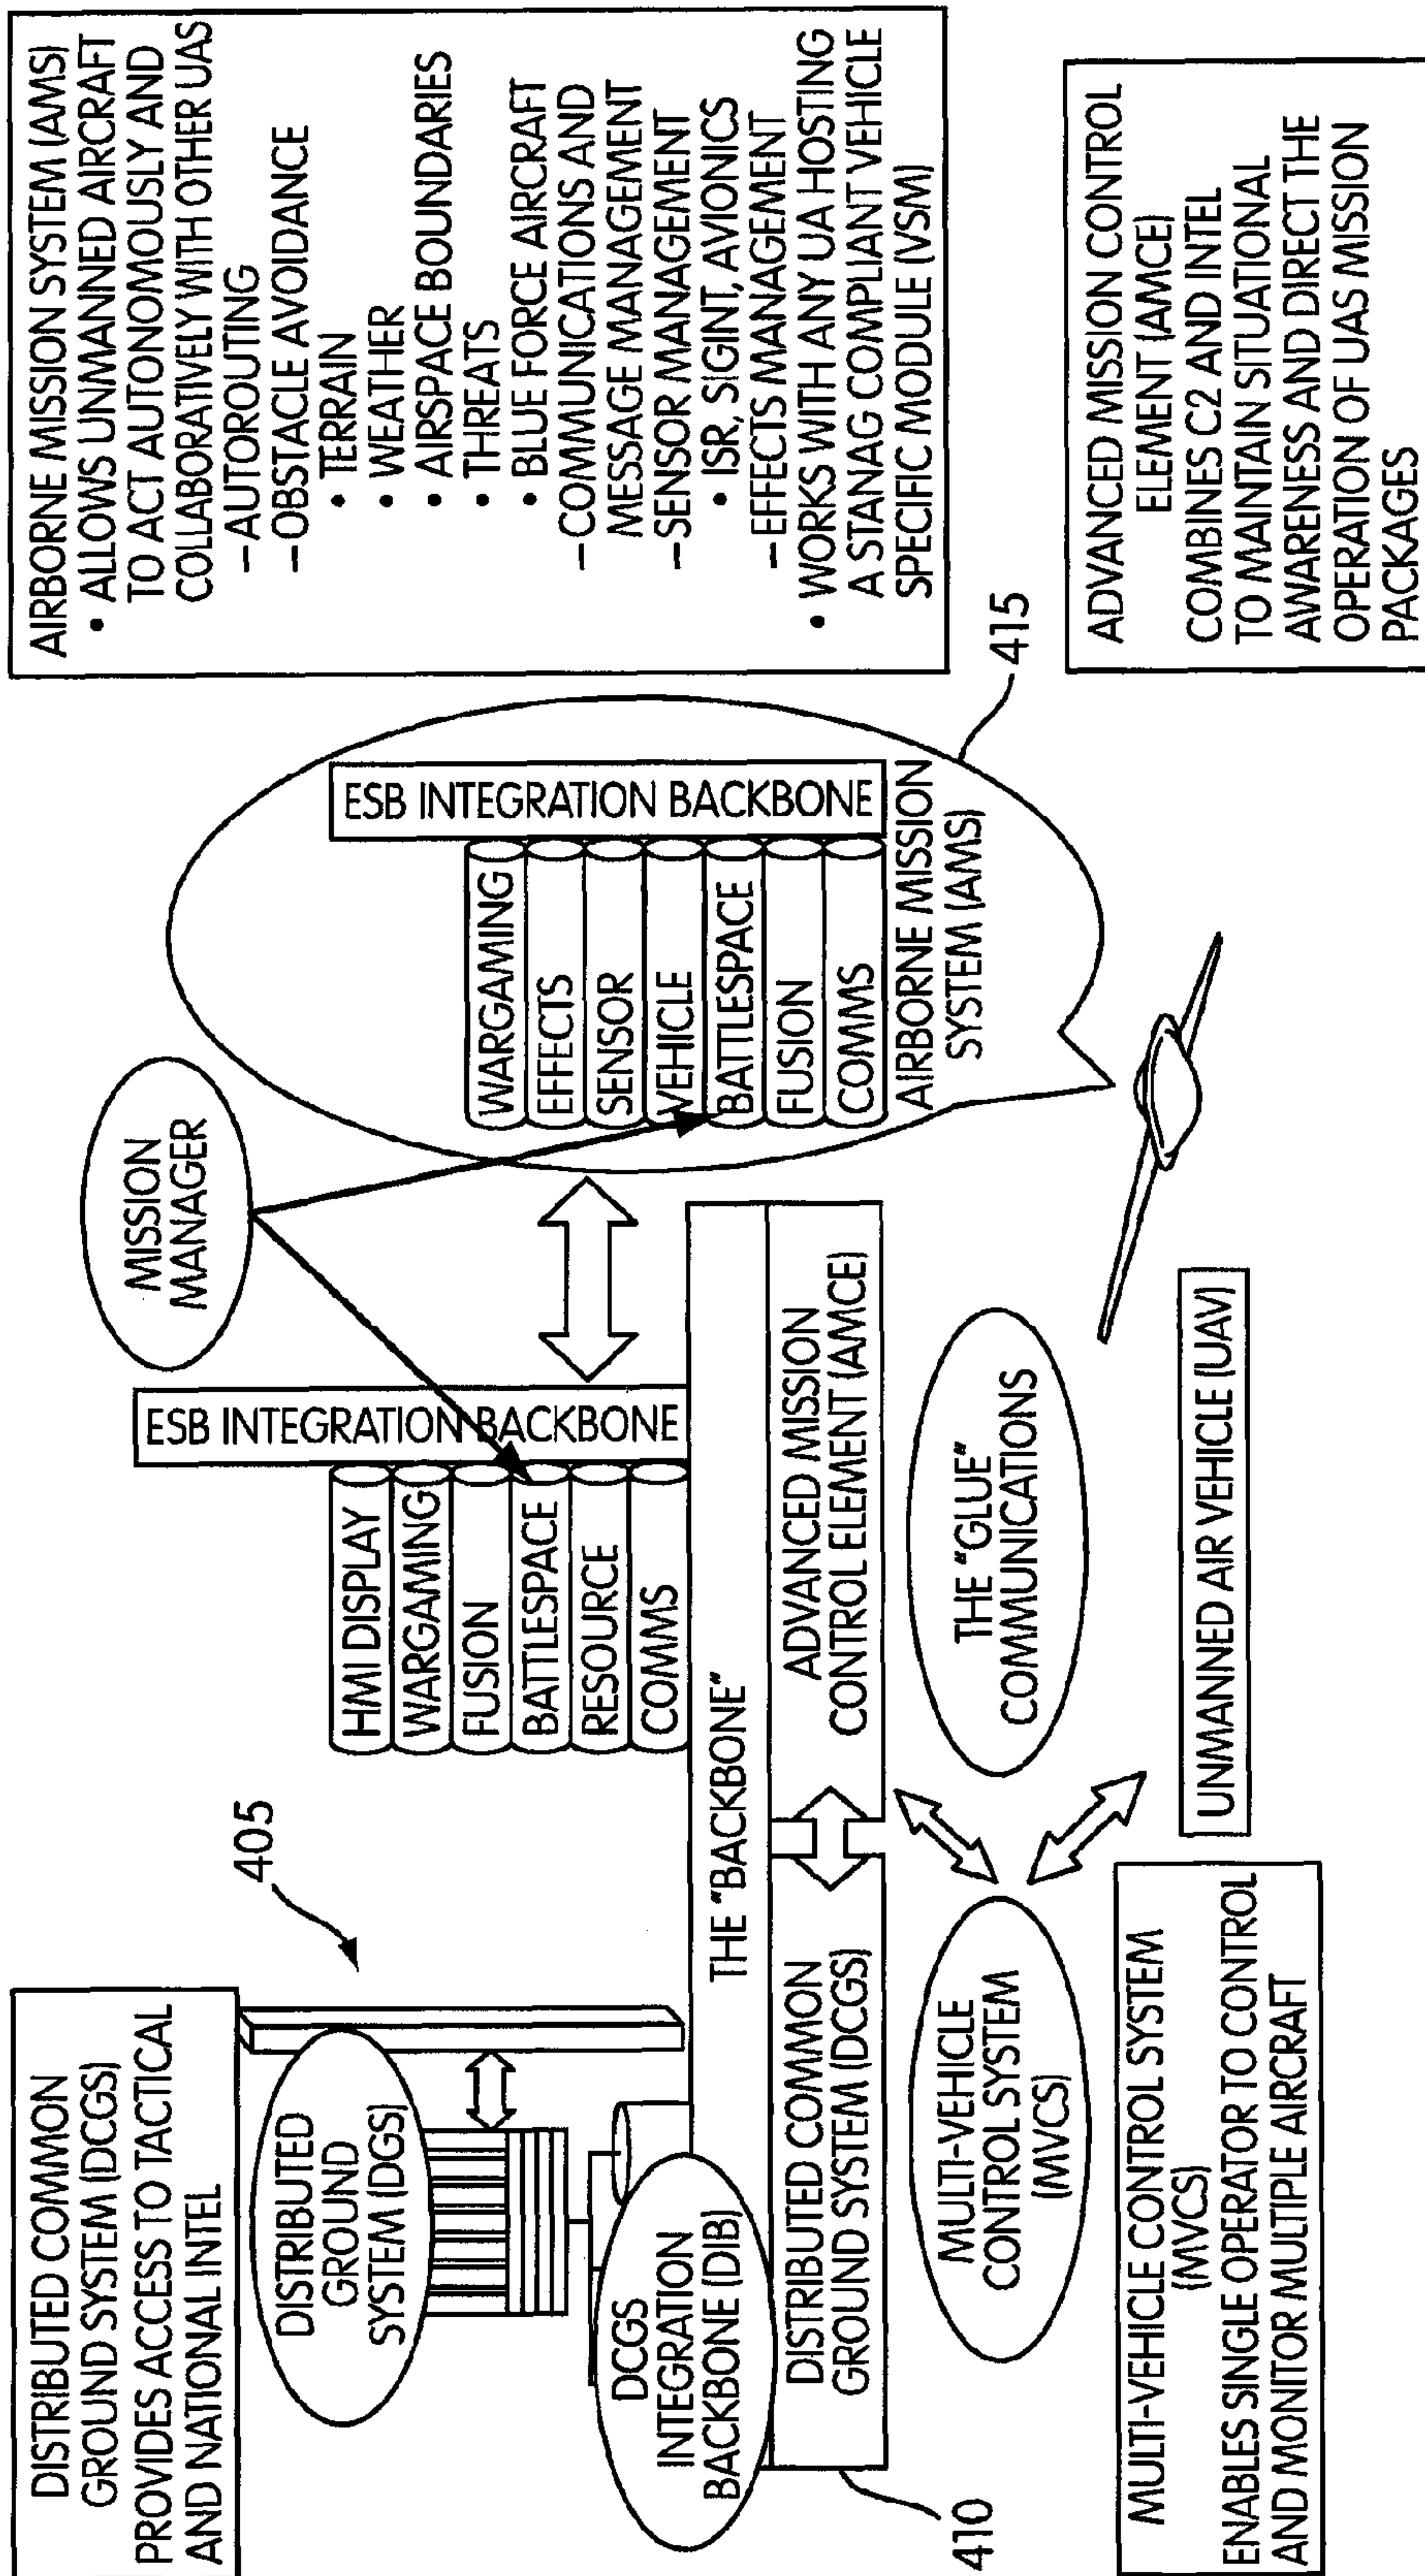 DISTRIBUTED COMMON
GROUND SYSTEM (DCGS)
PROVIDES ACCESS TO TACTICAL
AND NATIONAL INTEL
405
DISTRIBUTED
GROUND
SYSTEM (DGS)
DCGS
INTEGRATION
BACKBONE (DIB)
THE "BACKBONE"
DISTRIBUTED COMMON
GROUND SYSTEM (DCGS)
410
MULTI-VEHICLE
CONTROL SYSTEM
(MVCS)
MULTI-VEHICLE CONTROL SYSTEM
(MVCS)
ENABLES SINGLE OPERATOR TO CONTROL
AND MONITOR MULTIPLE AIRCRAFT
ESB INTEGRATION BACKBONE
HMI DISPLAY
WARGAMING
FUSION
BATTLESPACE
RESOURCE
COMMS
ADVANCED MISSION
CONTROL ELEMENT (AMCE)
THE "GLUE"
COMMUNICATIONS
UNMANNED AIR VEHICLE (UAV)
MISSION
MANAGER
ESB INTEGRATION BACKBONE
WARGAMING
EFFECTS
SENSOR
VEHICLE
BATTLESPACE
FUSION
COMMS
AIRBORNE MISSION
SYSTEM (AMS)
415
AIRBORNE MISSION SYSTEM (AMS)
• ALLOWS UNMANNED AIRCRAFT
TO ACT AUTONOMOUSLY AND
COLLABORATIVELY WITH OTHER UAS
– AUTOROUTING
– OBSTACLE AVOIDANCE
• TERRAIN
• WEATHER
• AIRSPACE BOUNDARIES
• THREATS
• BLUE FORCE AIRCRAFT
– COMMUNICATIONS AND
MESSAGE MANAGEMENT
– SENSOR MANAGEMENT
• ISR, SIGINT, AVIONICS
– EFFECTS MANAGEMENT
• WORKS WITH ANY UA HOSTING
A STANAG COMPLIANT VEHICLE
SPECIFIC MODULE (VSM)
ADVANCED MISSION CONTROL
ELEMENT (AMCE)
COMBINES C2 AND INTEL
TO MAINTAIN SITUATIONAL
AWARENESS AND DIRECT THE
OPERATION OF UAS MISSION
PACKAGES